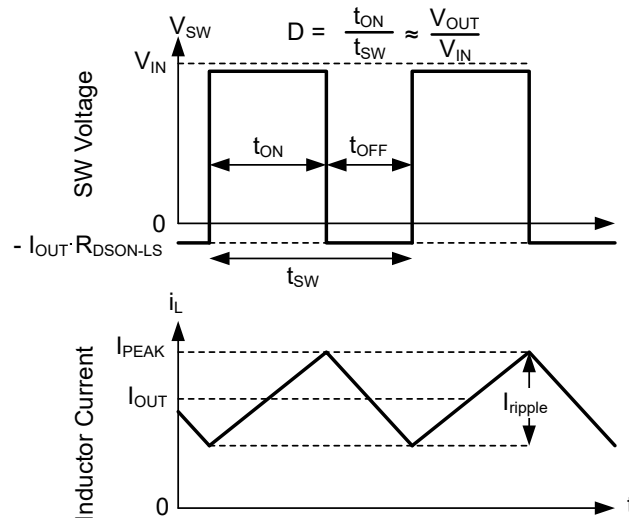 V_SW
D = t_ON / t_SW ≈ V_OUT / V_IN
V_IN
SW Voltage
t_ON
t_OFF
0
- I_OUT·R_DSON-LS
t_SW
i_L
I_PEAK
Inductor Current
I_OUT
I_ripple
0
t